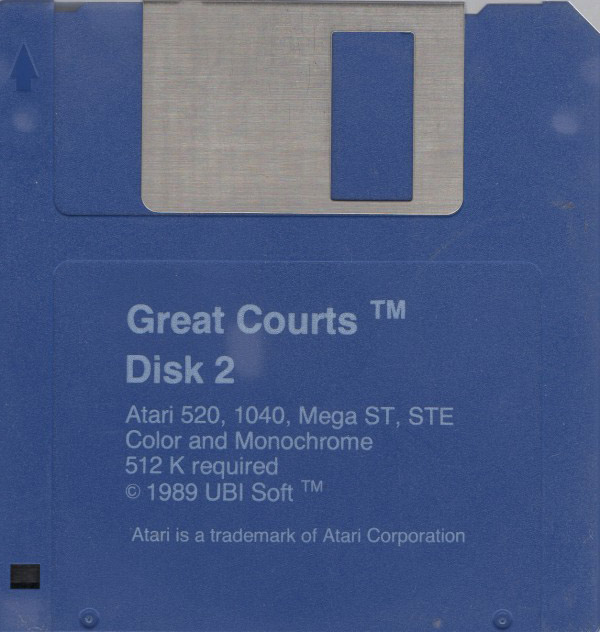 Great Courts ™
Disk 2
Atari 520, 1040, Mega ST, STE
Color and Monochrome
512 K required
© 1989 UBI Soft ™
Atari is a trademark of Atari Corporation